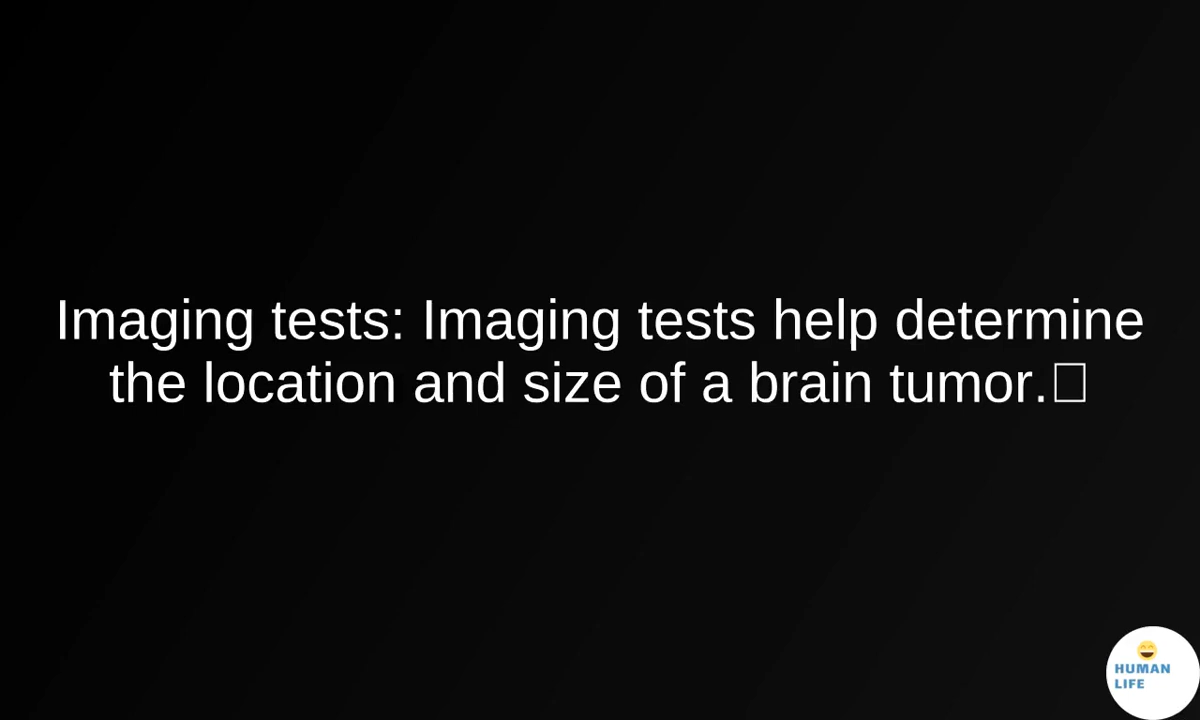 Imaging tests: Imaging tests help determine
the location and size of a brain tumor.
HUMAN
LIFE